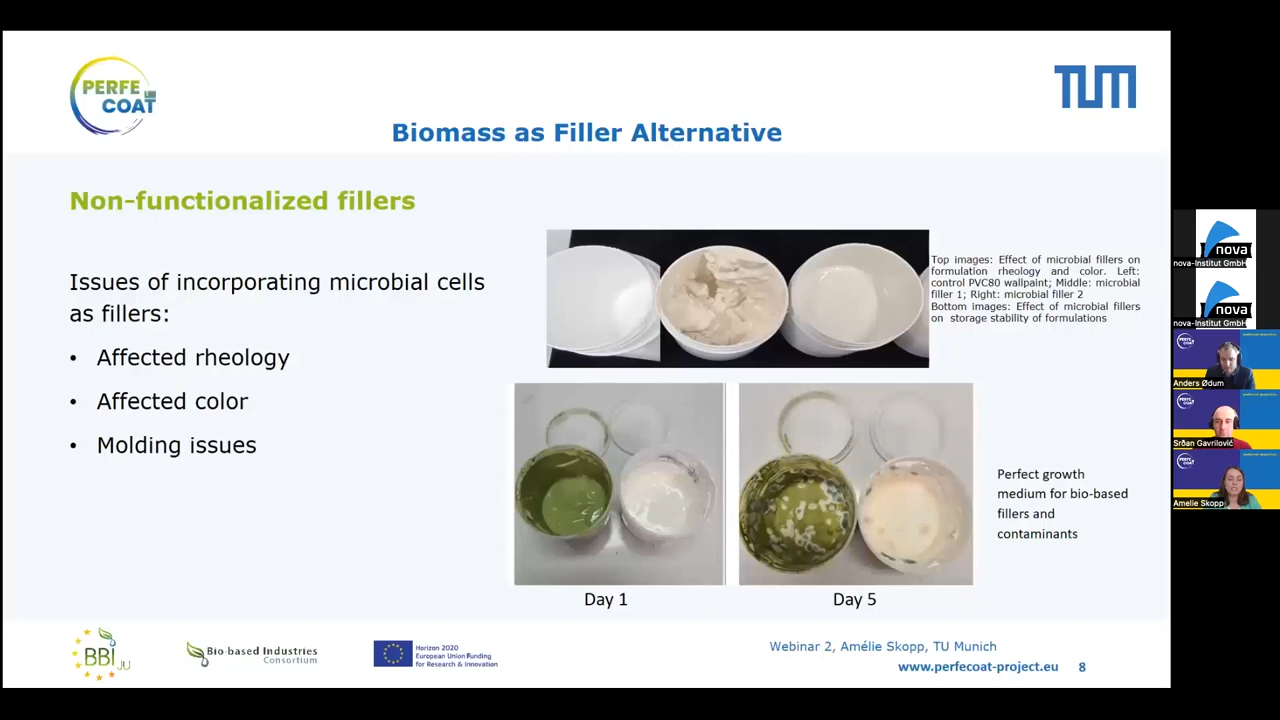 PERFE
COAT
TUM
Biomass as Filler Alternative
Non-functionalized fillers
Issues of incorporating microbial cells
as fillers:
• Affected rheology
• Affected color
• Molding issues
Top images: Effect of microbial fillers on
formulation rheology and color. Left:
control PVC80 wallpaint; Middle: microbial
filler 1; Right: microbial filler 2
Bottom images: Effect of microbial fillers
on storage stability of formulations
Perfect growth
medium for bio-based
fillers and
contaminants
Day 1
Day 5
BBI JU
Bio-based Industries
Consortium
Horizon 2020
European Union Funding
for Research & Innovation
Webinar 2, Amélie Skopp, TU Munich
www.perfecoat-project.eu 8
nova
nova-Institut GmbH
nova
nova-Institut GmbH
Anders Ødum
Srđan Gavrilović
Amelie Skopp